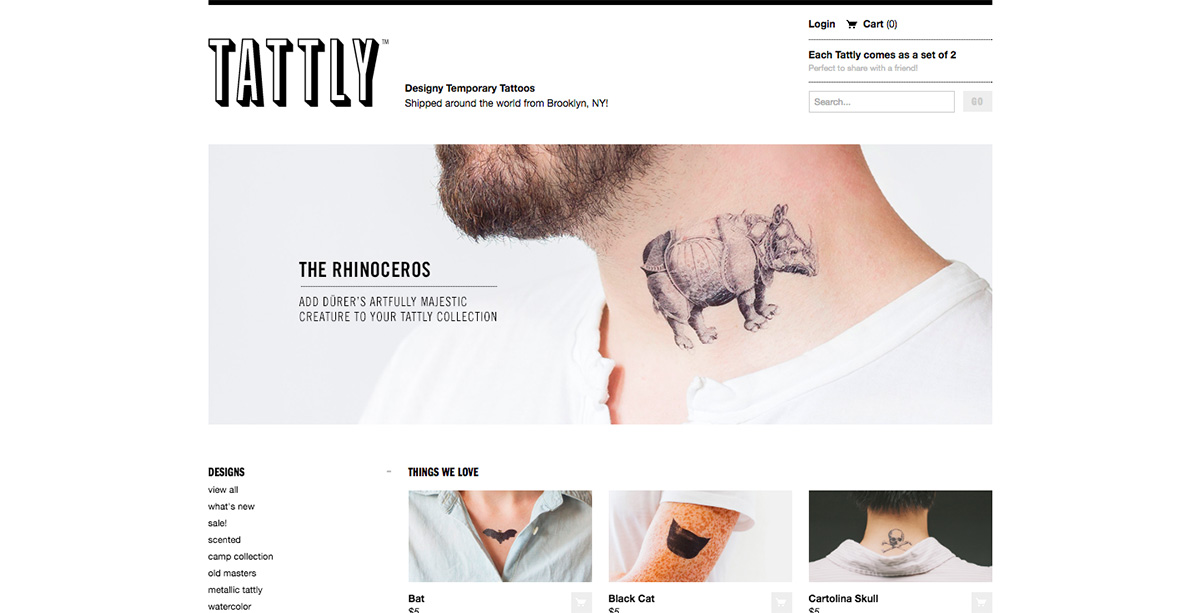 Login Cart (0)
TATTLY™
Each Tattly comes as a set of 2
Perfect to share with a friend!
Designy Temporary Tattoos
Shipped around the world from Brooklyn, NY!
Search... GO
THE RHINOCEROS
ADD DÜRER'S ARTFULLY MAJESTIC
CREATURE TO YOUR TATTLY COLLECTION
DESIGNS
view all
what's new
sale!
scented
camp collection
old masters
metallic tattly
watercolor
THINGS WE LOVE
Bat
$5
Black Cat
$5
Cartolina Skull
$5